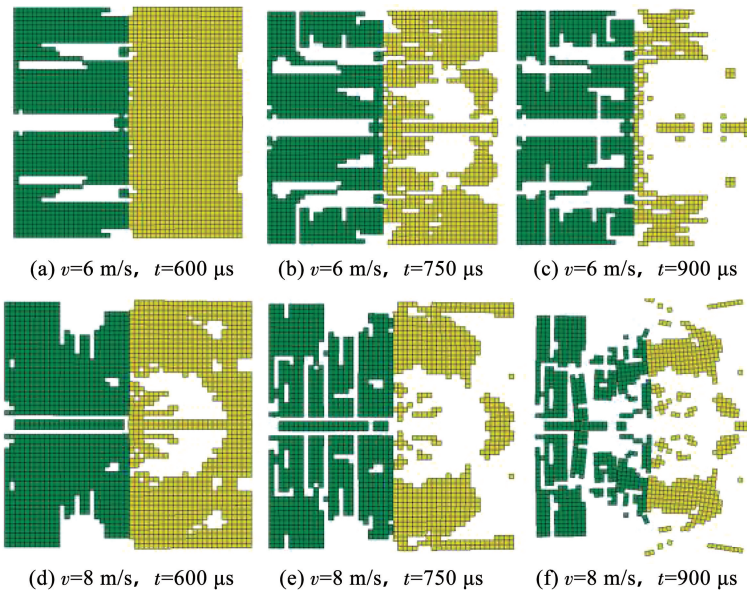 (a) v=6 m/s，t=600 μs
(b) v=6 m/s，t=750 μs
(c) v=6 m/s，t=900 μs
(d) v=8 m/s，t=600 μs
(e) v=8 m/s，t=750 μs
(f) v=8 m/s，t=900 μs